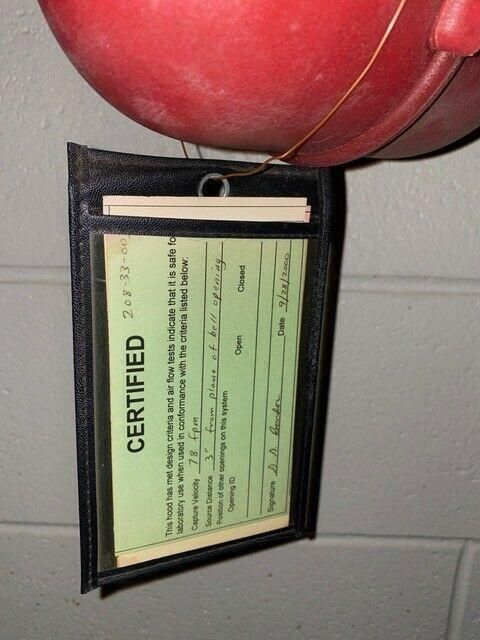 208-33-00
CERTIFIED
This hood has met design criteria and air flow tests indicate that it is safe fo
laboratory use when used in conformance with the criteria listed below:
Capture Velocity 78 fpm
Source Distance 3" from plane of bell opening
Position of other openings on this system
Opening ID Open Closed
Signature Date 9/28/2000